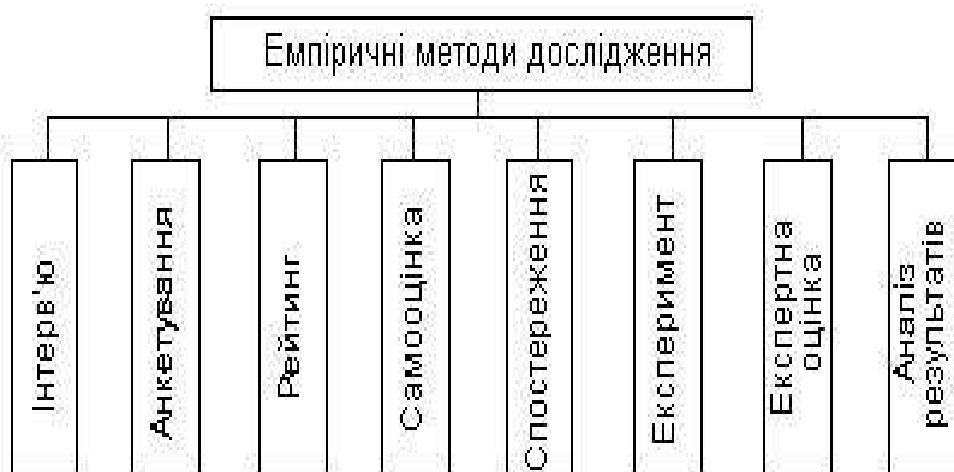 Емпіричні методи дослідження
Інтерв'ю
Анкетування
Рейтинг
Самооцінка
Спостереження
Експеримент
Експертна
оцінка
Аналіз
результатів